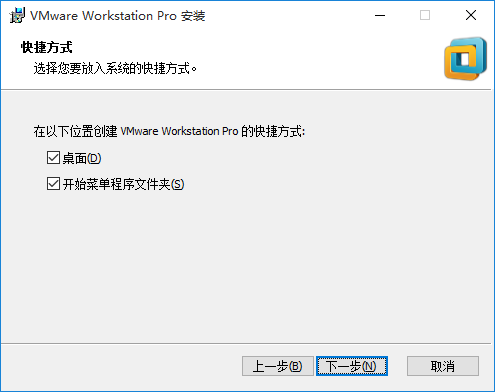 VMware Workstation Pro 安装
快捷方式
选择您要放入系统的快捷方式。
在以下位置创建 VMware Workstation Pro 的快捷方式:
桌面(D)
开始菜单程序文件夹(S)
上一步(B) 下一步(N) 取消